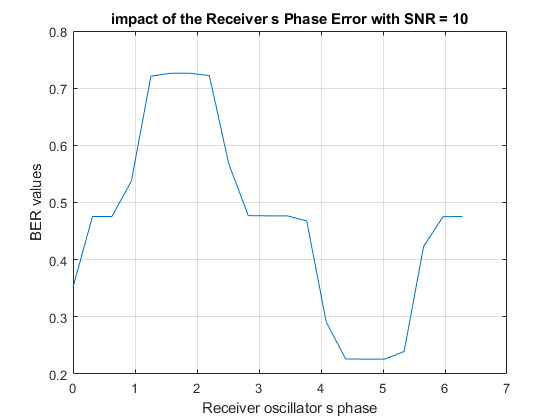 impact of the Receiver s Phase Error with SNR = 10
0.8
0.7
0.6
0.5
0.4
0.3
0.2
BER values
0 1 2 3 4 5 6 7
Receiver oscillator s phase